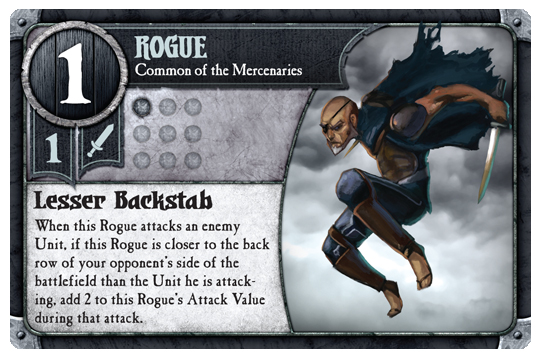 1
ROGUE
Common of the Mercenaries
1
Lesser Backstab
When this Rogue attacks an enemy
Unit, if this Rogue is closer to the back
row of your opponent's side of the
battlefield than the Unit he is attack-
ing, add 2 to this Rogue's Attack Value
during that attack.